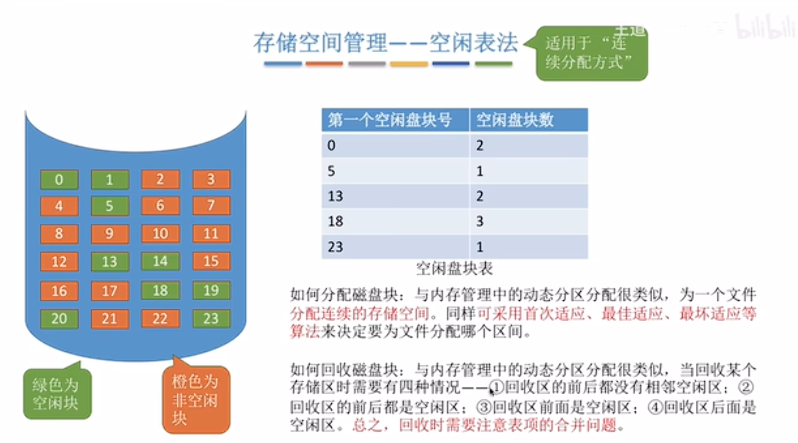 王道
bilibili
存储空间管理——空闲表法
适用于“连
续分配方式”
第一个空闲盘块号 空闲盘块数
0 2
5 1
13 2
18 3
23 1
空闲盘块表
0 1 2 3
4 5 6 7
8 9 10 11
12 13 14 15
16 17 18 19
20 21 22 23
绿色为
空闲块
橙色为
非空闲
块
如何分配磁盘块：与内存管理中的动态分区分配很类似，为一个文件
分配连续的存储空间。同样可采用首次适应、最佳适应、最坏适应等
算法来决定要为文件分配哪个区间。
如何回收磁盘块：与内存管理中的动态分区分配很类似，当回收某个
存储区时需要有四种情况——①回收区的前后都没有相邻空闲区；②
回收区的前后都是空闲区；③回收区前面是空闲区；④回收区后面是
空闲区。总之，回收时需要注意表项的合并问题。